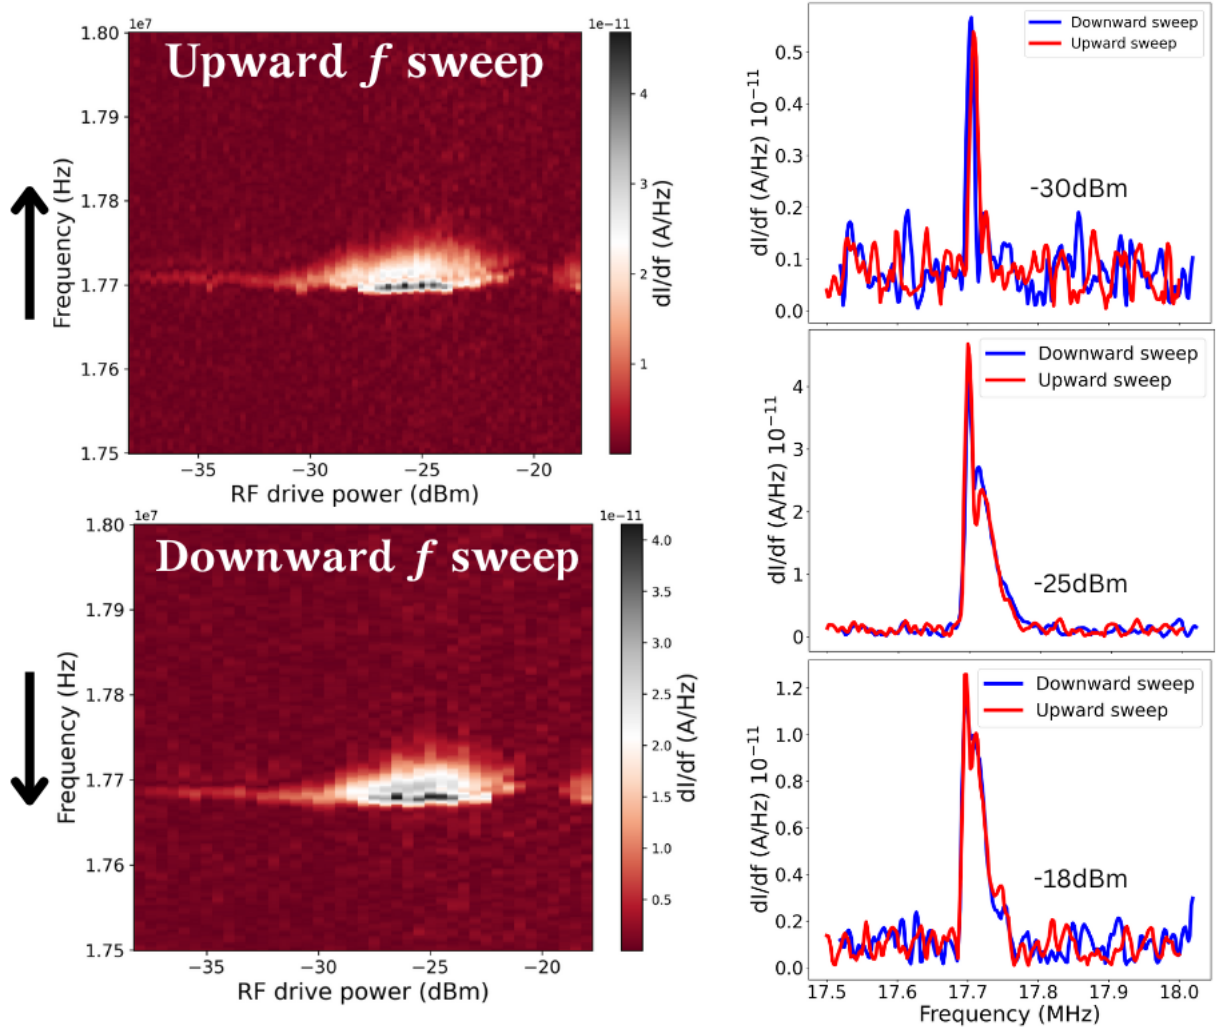 1e7
1e−11
Upward f sweep
1.80
1.79
1.78
1.77
1.76
1.75
Frequency (Hz)
−35
−30
−25
−20
RF drive power (dBm)
4
3
2
1
dI/df (A/Hz)
1e7
1e−11
Downward f sweep
1.80
1.79
1.78
1.77
1.76
1.75
Frequency (Hz)
−35
−30
−25
−20
RF drive power (dBm)
4.0
3.5
3.0
2.5
2.0
1.5
1.0
0.5
dI/df (A/Hz)
Downward sweep
Upward sweep
0.5
0.4
0.3
0.2
0.1
0.0
dI/df (A/Hz) 10⁻¹¹
-30dBm
Downward sweep
Upward sweep
4
3
2
1
0
dI/df (A/Hz) 10⁻¹¹
-25dBm
Downward sweep
Upward sweep
1.2
1.0
0.8
0.6
0.4
0.2
0.0
dI/df (A/Hz) 10⁻¹¹
-18dBm
17.5
17.6
17.7
17.8
17.9
18.0
Frequency (MHz)